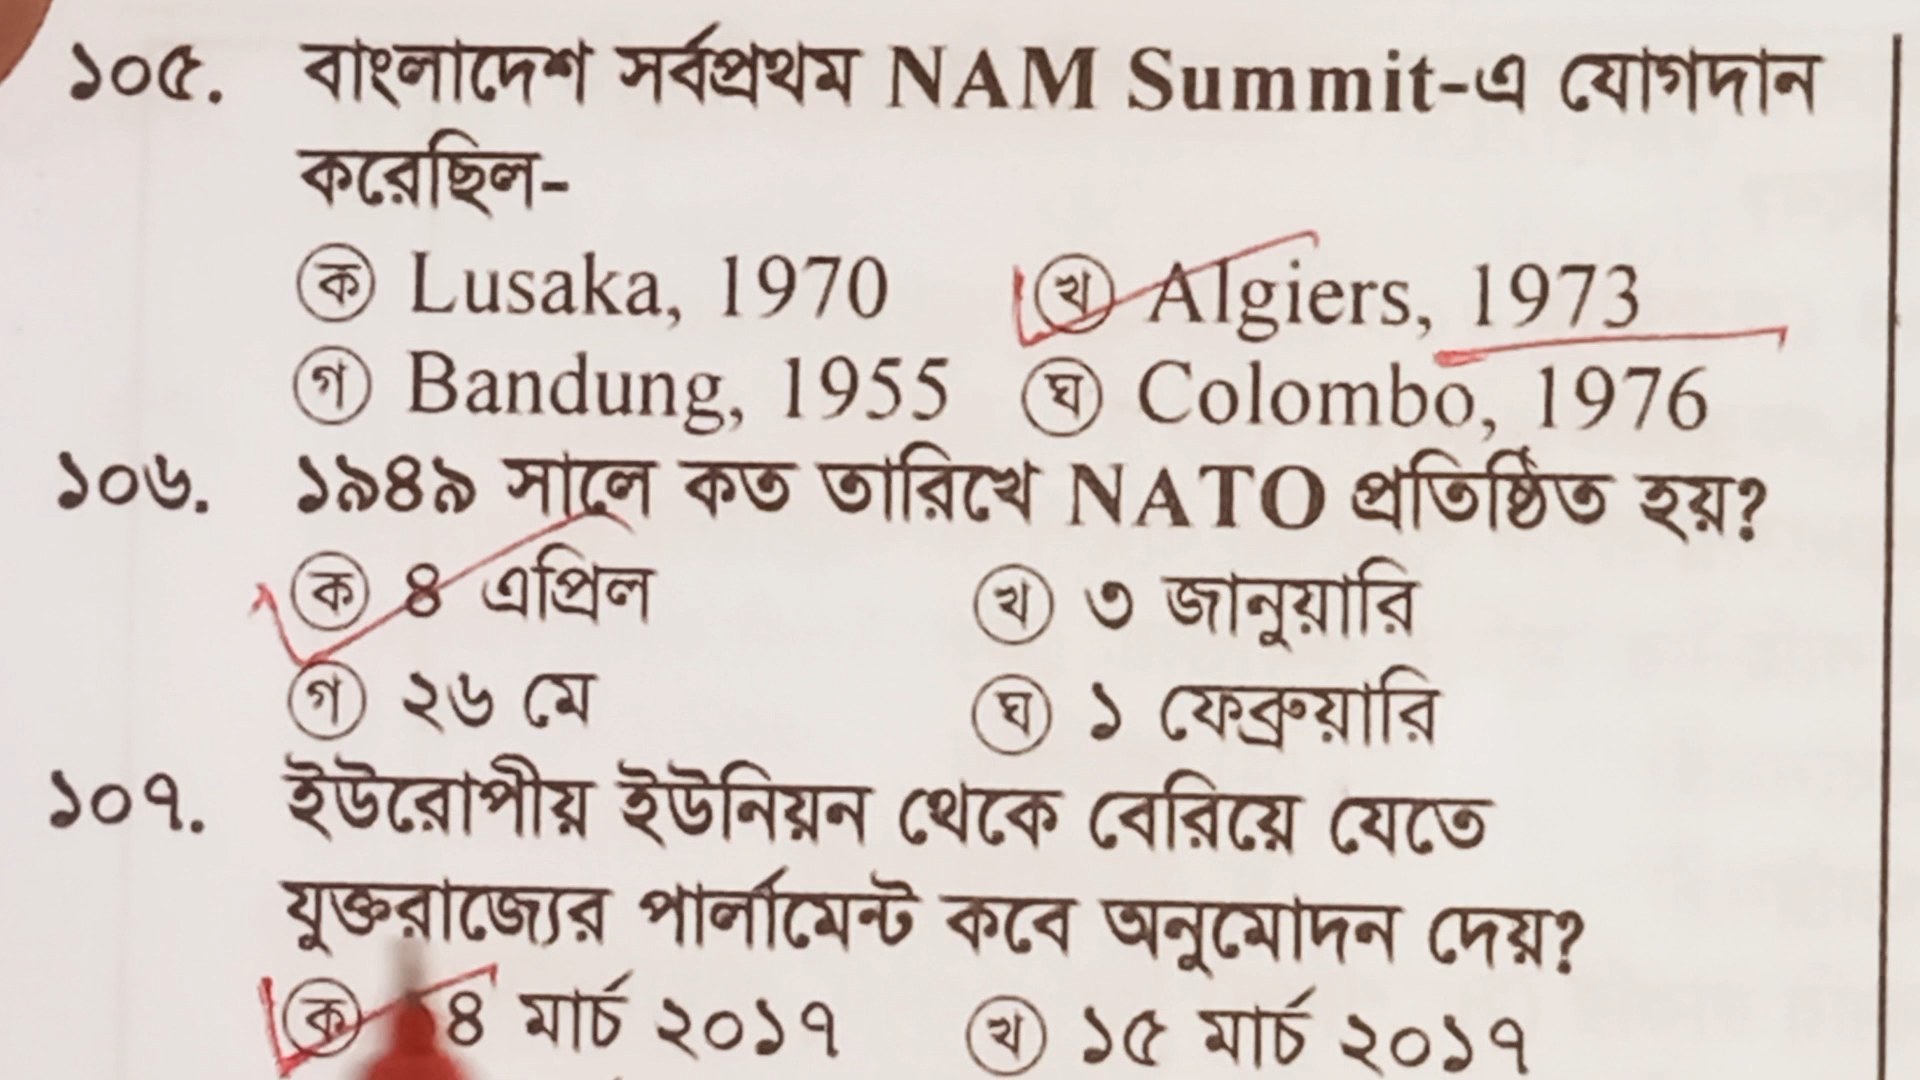 ১০৫. বাংলাদেশ সর্বপ্রথম NAM Summit-এ যোগদান
করেছিল-
ক Lusaka, 1970 খ Algiers, 1973
গ Bandung, 1955 ঘ Colombo, 1976
১০৬. ১৯৪৯ সালে কত তারিখে NATO প্রতিষ্ঠিত হয়?
ক ৪ এপ্রিল খ ৩ জানুয়ারি
গ ২৬ মে ঘ ১ ফেব্রুয়ারি
১০৭. ইউরোপীয় ইউনিয়ন থেকে বেরিয়ে যেতে
যুক্তরাজ্যের পার্লামেন্ট কবে অনুমোদন দেয়?
ক মার্চ ২০১৭ খ ১৫ মার্চ ২০১৭